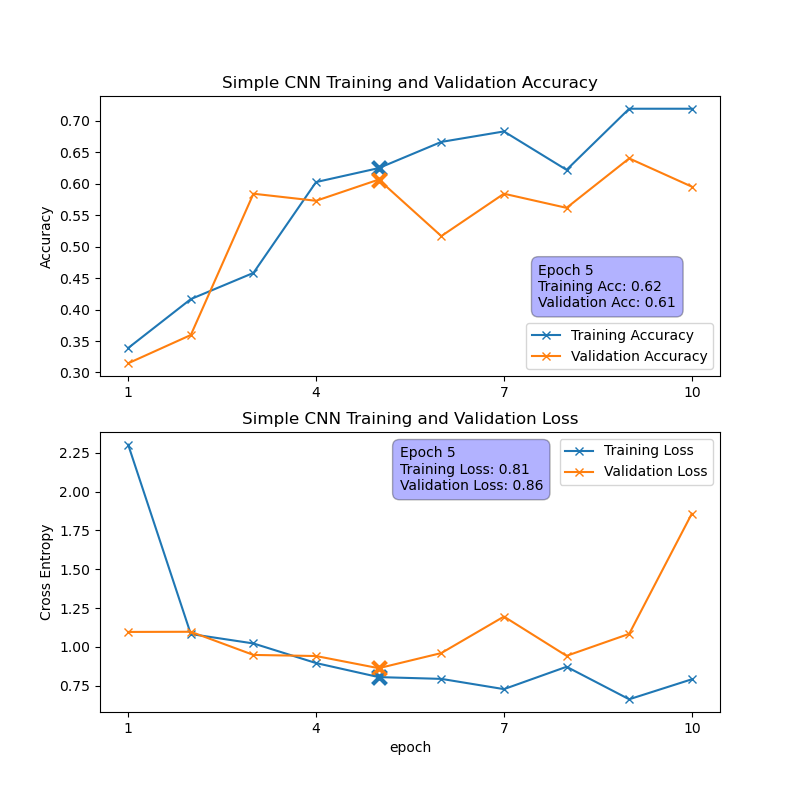 Simple CNN Training and Validation Accuracy
Accuracy
0.70
0.65
0.60
0.55
0.50
0.45
0.40
0.35
0.30
Epoch 5
Training Acc: 0.62
Validation Acc: 0.61
Training Accuracy
Validation Accuracy
1 4 7 10
Simple CNN Training and Validation Loss
Cross Entropy
2.25
2.00
1.75
1.50
1.25
1.00
0.75
Epoch 5
Training Loss: 0.81
Validation Loss: 0.86
Training Loss
Validation Loss
1 4 7 10
epoch